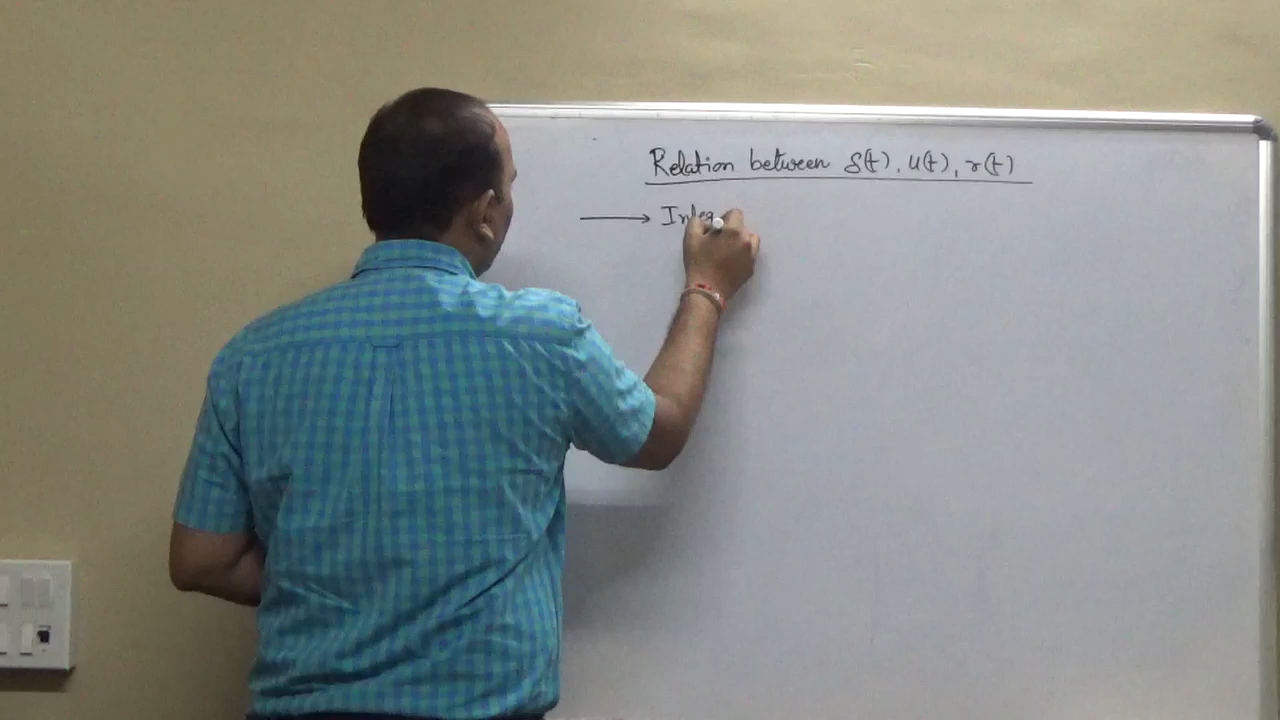 Relation between δ(t), u(t), r(t)
→ Integ